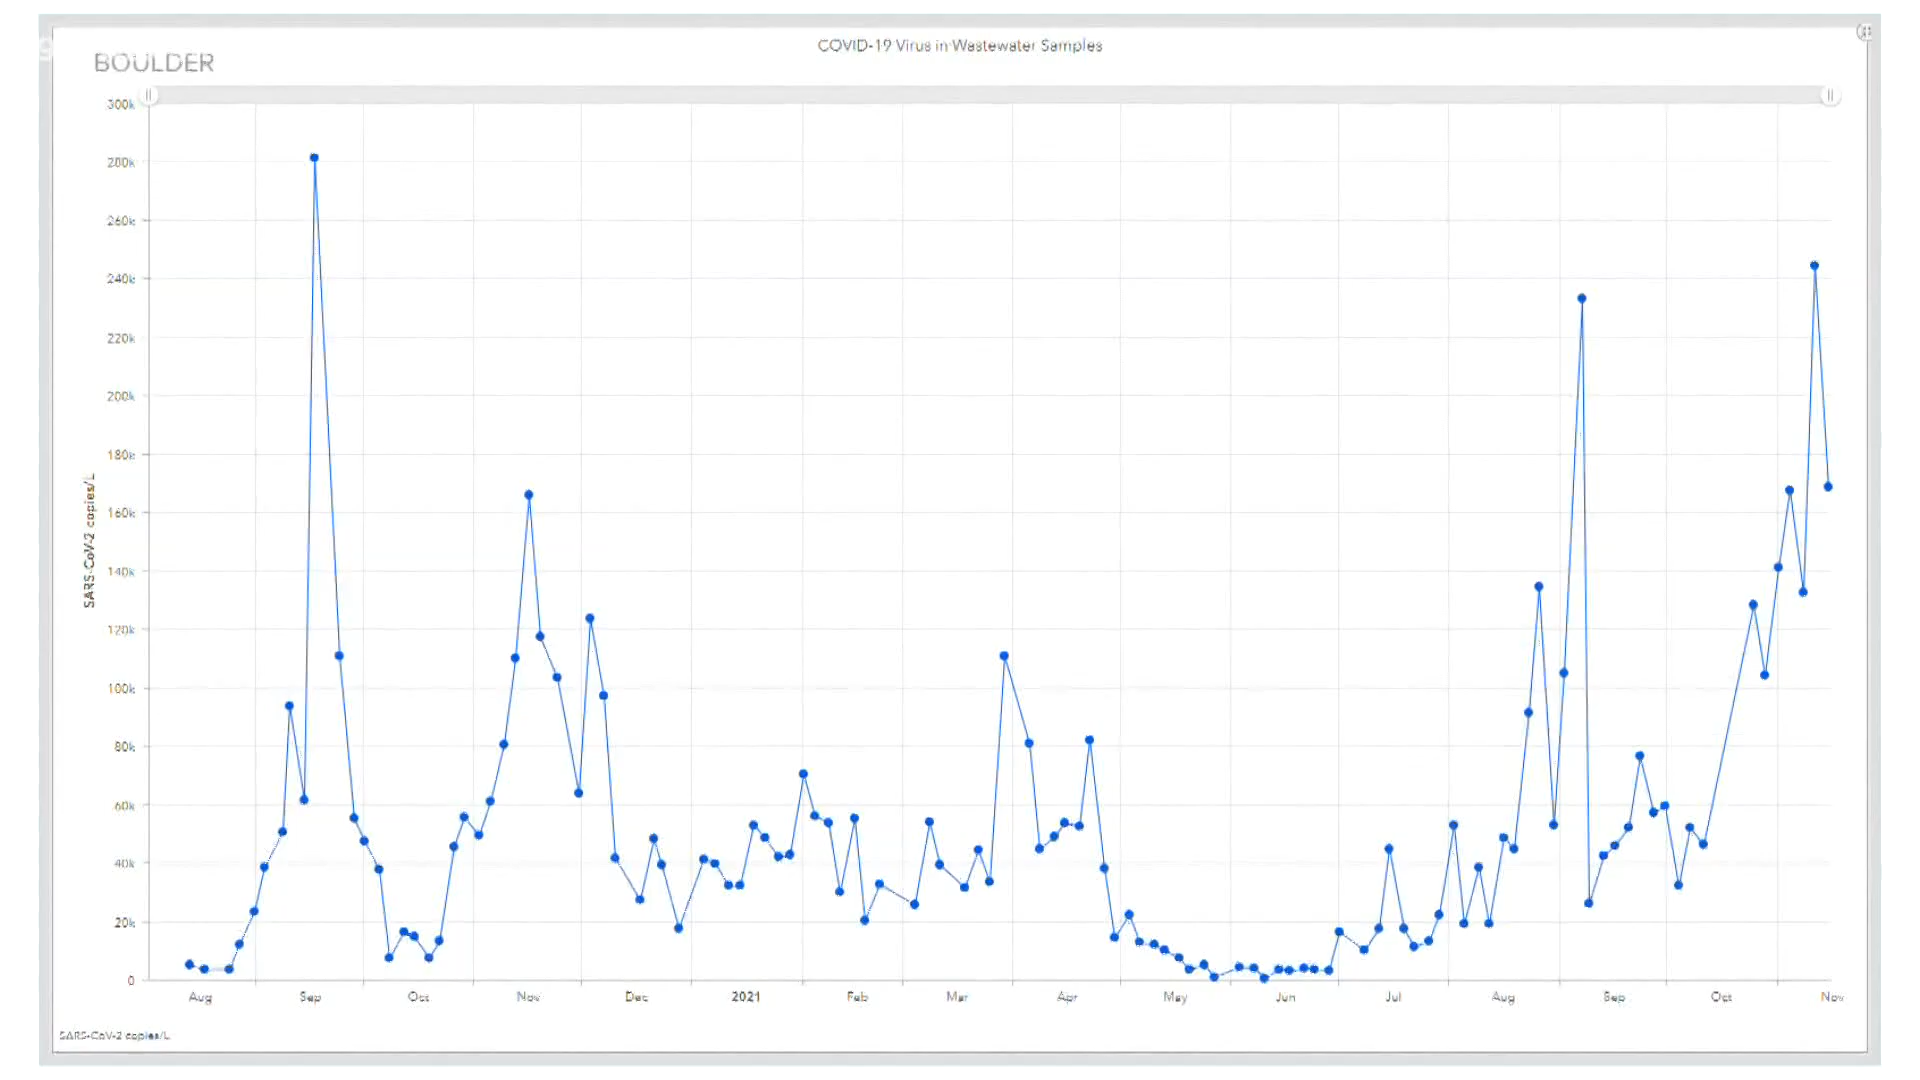 COVID-19 Virus in Wastewater Samples
BOULDER
300k
280k
260k
240k
220k
200k
180k
160k
140k
120k
100k
80k
60k
40k
20k
0
SARS-CoV-2 copies/L
Aug Sep Oct Nov Dec 2021 Feb Mar Apr May Jun Jul Aug Sep Oct Nov
SARS-CoV-2 copies/L